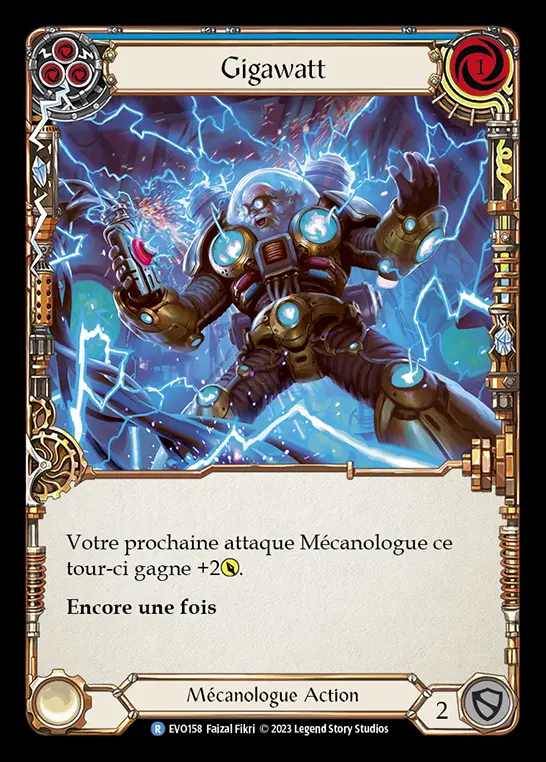 1
Gigawatt
Votre prochaine attaque Mécanologue ce
tour-ci gagne +2.
Encore une fois
Mécanologue Action
2
R EVO158 Faizal Fikri © 2023 Legend Story Studios